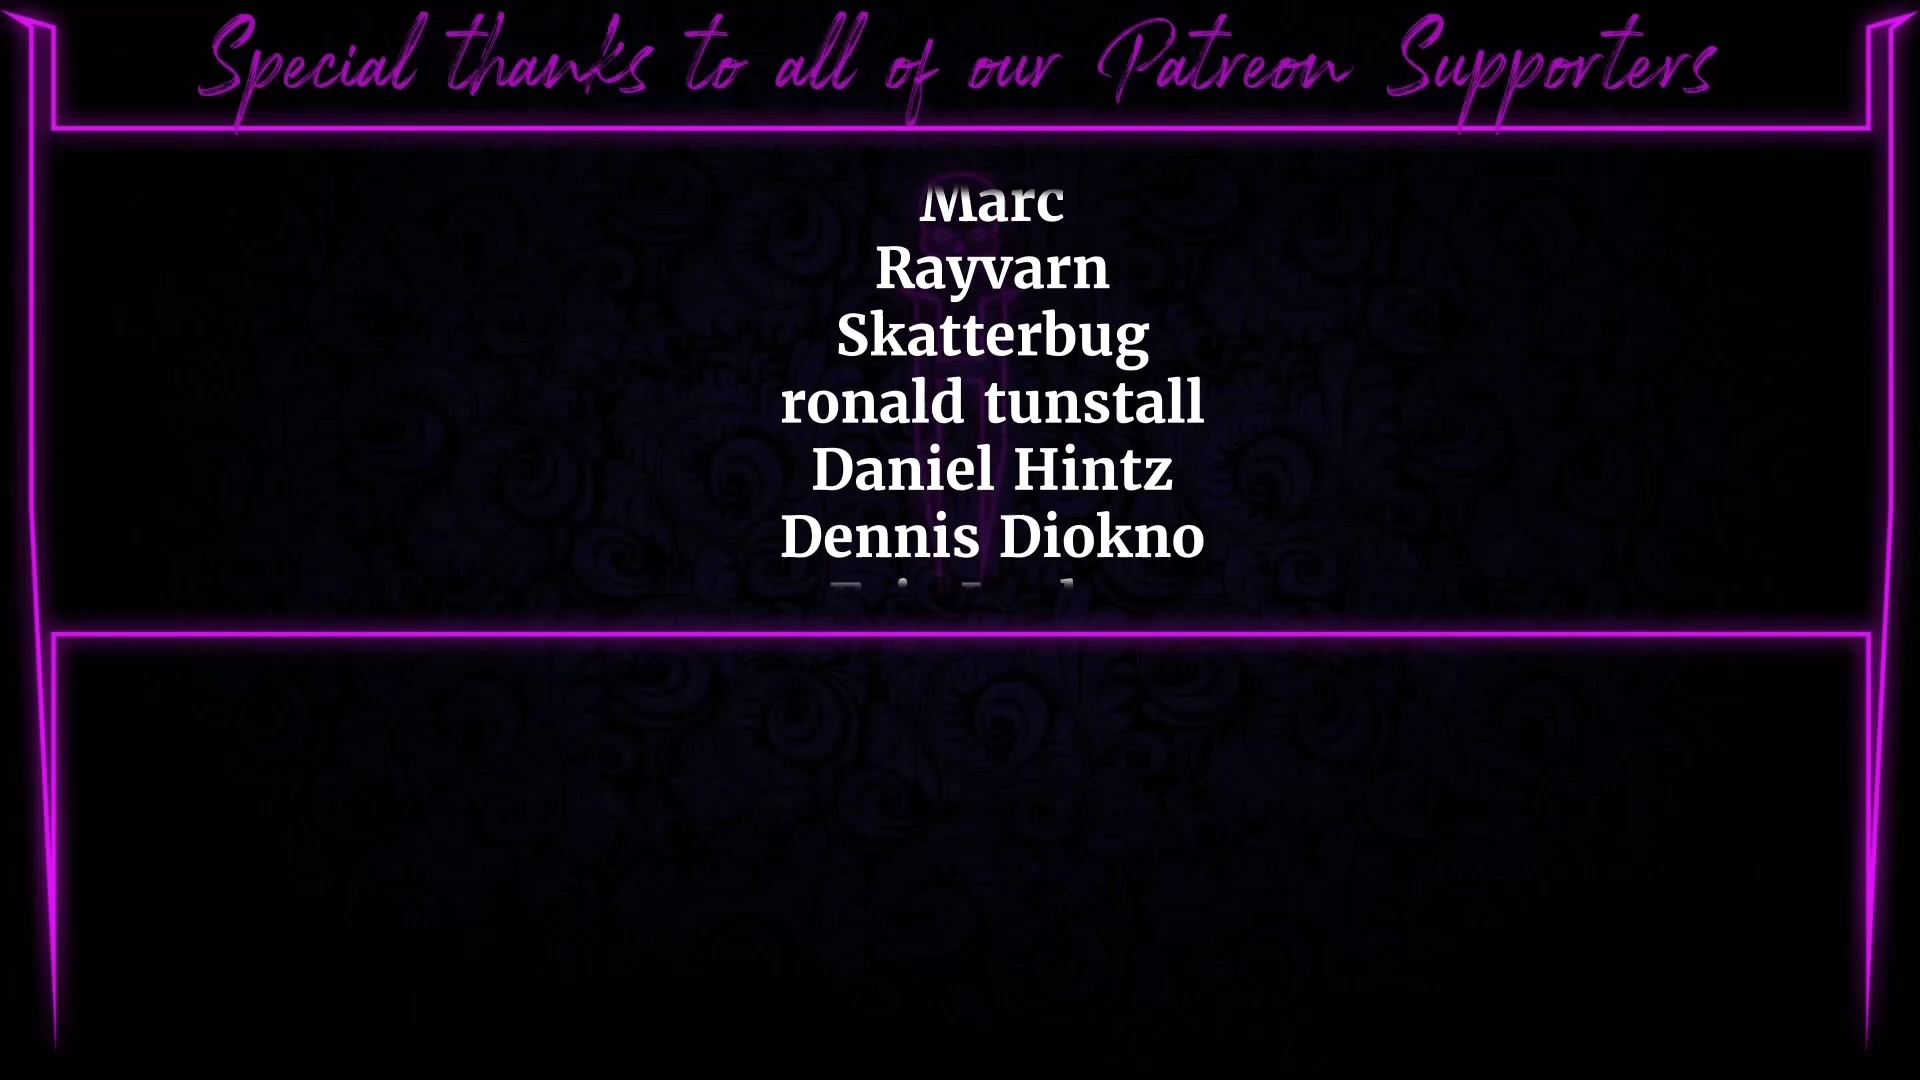 Special thanks to all of our Patreon Supporters
Marc
Rayvarn
Skatterbug
ronald tunstall
Daniel Hintz
Dennis Diokno